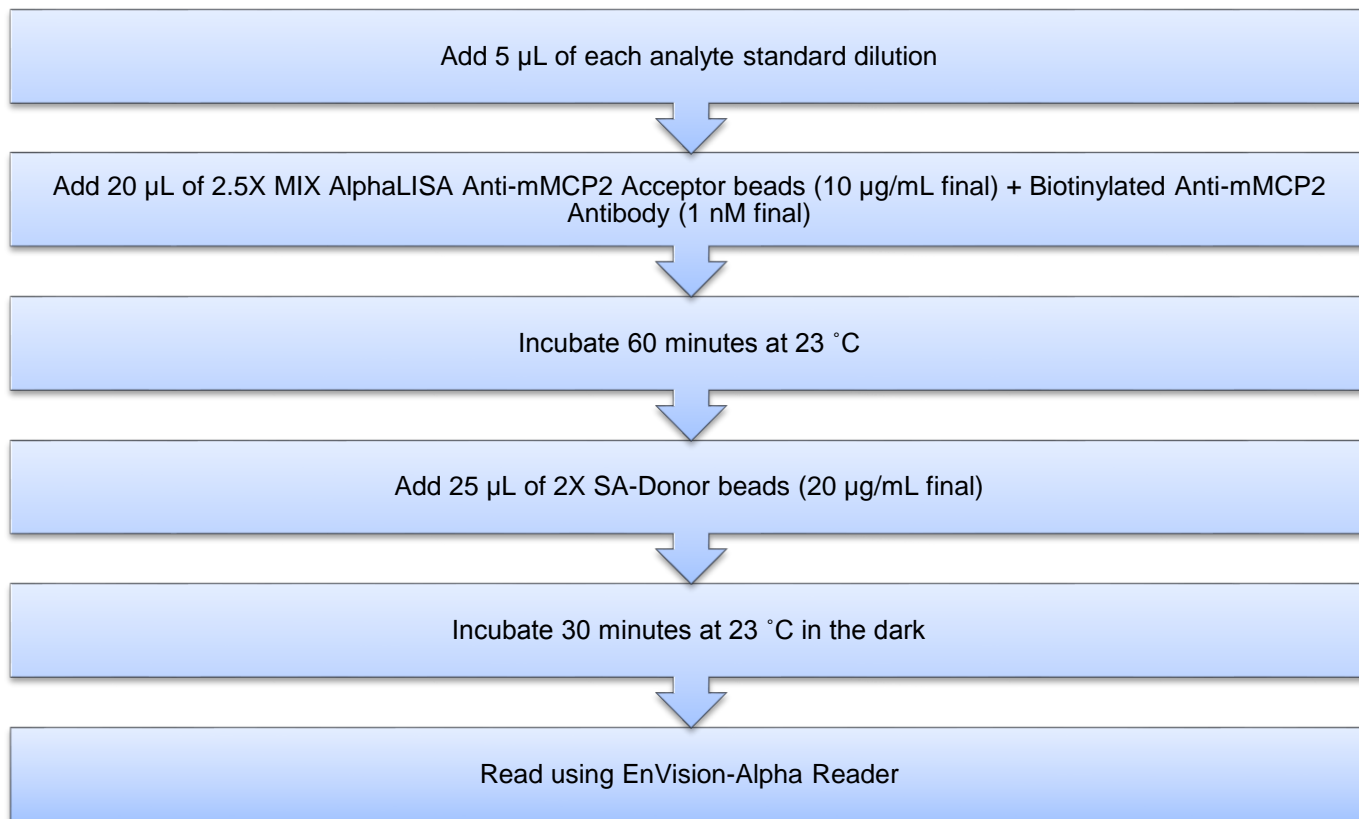 Add 5 µL of each analyte standard dilution
Add 20 µL of 2.5X MIX AlphaLISA Anti-mMCP2 Acceptor beads (10 µg/mL final) + Biotinylated Anti-mMCP2
Antibody (1 nM final)
Incubate 60 minutes at 23 ˚C
Add 25 µL of 2X SA-Donor beads (20 µg/mL final)
Incubate 30 minutes at 23 ˚C in the dark
Read using EnVision-Alpha Reader